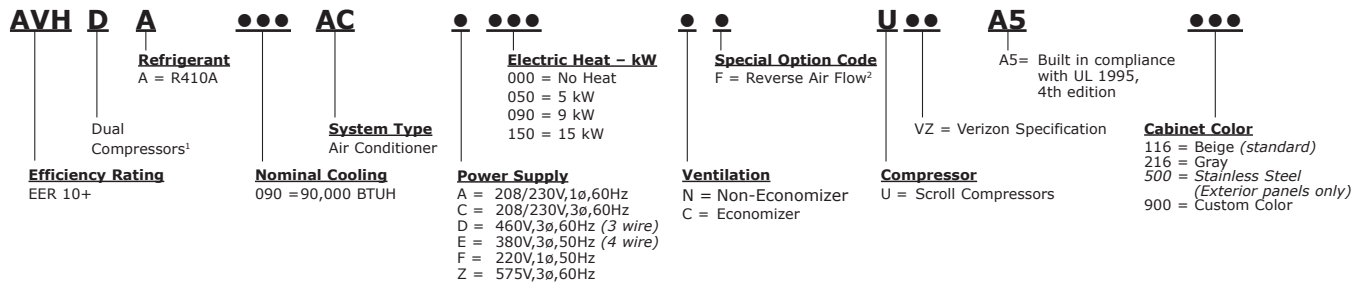 AVH D A ●●● AC ● ●●● ● ● U ●● A5 ●●●
Refrigerant
A = R410A
Electric Heat – kW
000 = No Heat
050 = 5 kW
090 = 9 kW
150 = 15 kW
Special Option Code
F = Reverse Air Flow²
A5= Built in compliance
with UL 1995,
4th edition
Dual
Compressors¹
System Type
Air Conditioner
VZ = Verizon Specification
Cabinet Color
116 = Beige (standard)
216 = Gray
500 = Stainless Steel
(Exterior panels only)
900 = Custom Color
Efficiency Rating
EER 10+
Nominal Cooling
090 =90,000 BTUH
Power Supply
A = 208/230V,1ø,60Hz
C = 208/230V,3ø,60Hz
D = 460V,3ø,60Hz (3 wire)
E = 380V,3ø,50Hz (4 wire)
F = 220V,1ø,50Hz
Z = 575V,3ø,60Hz
Ventilation
N = Non-Economizer
C = Economizer
Compressor
U = Scroll Compressors